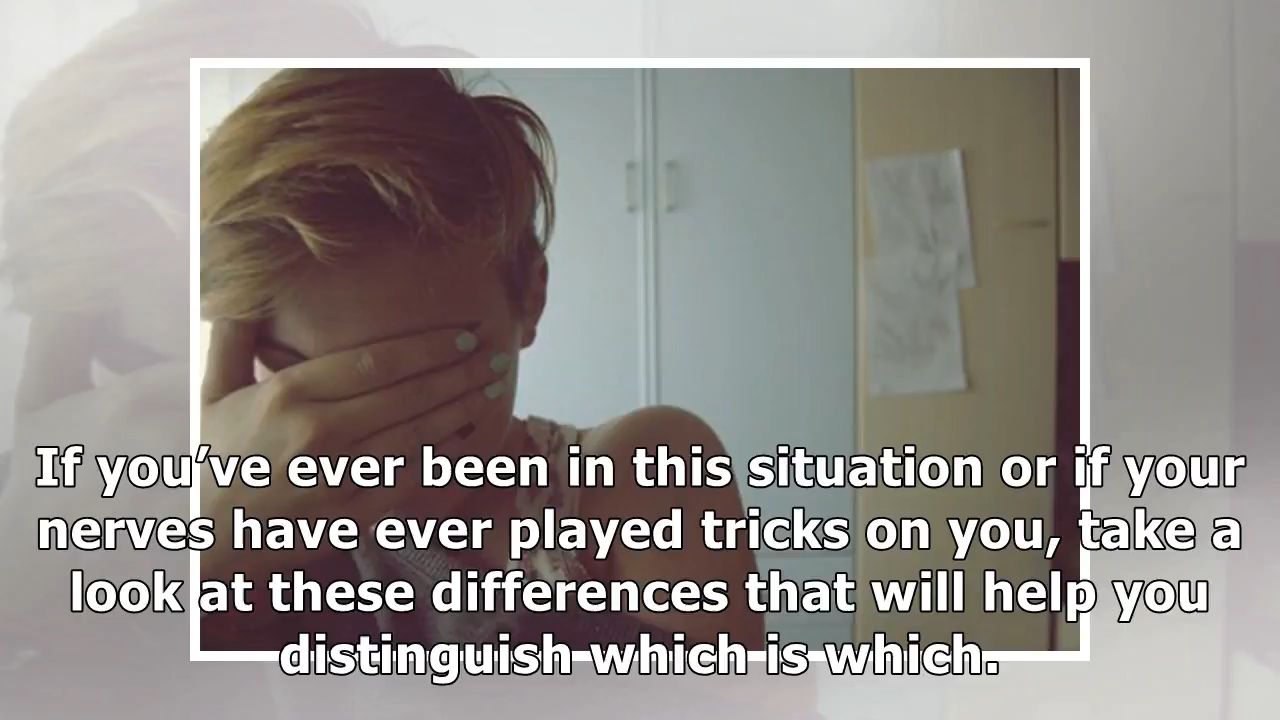 If you’ve ever been in this situation or if your
nerves have ever played tricks on you, take a
look at these differences that will help you
distinguish which is which.